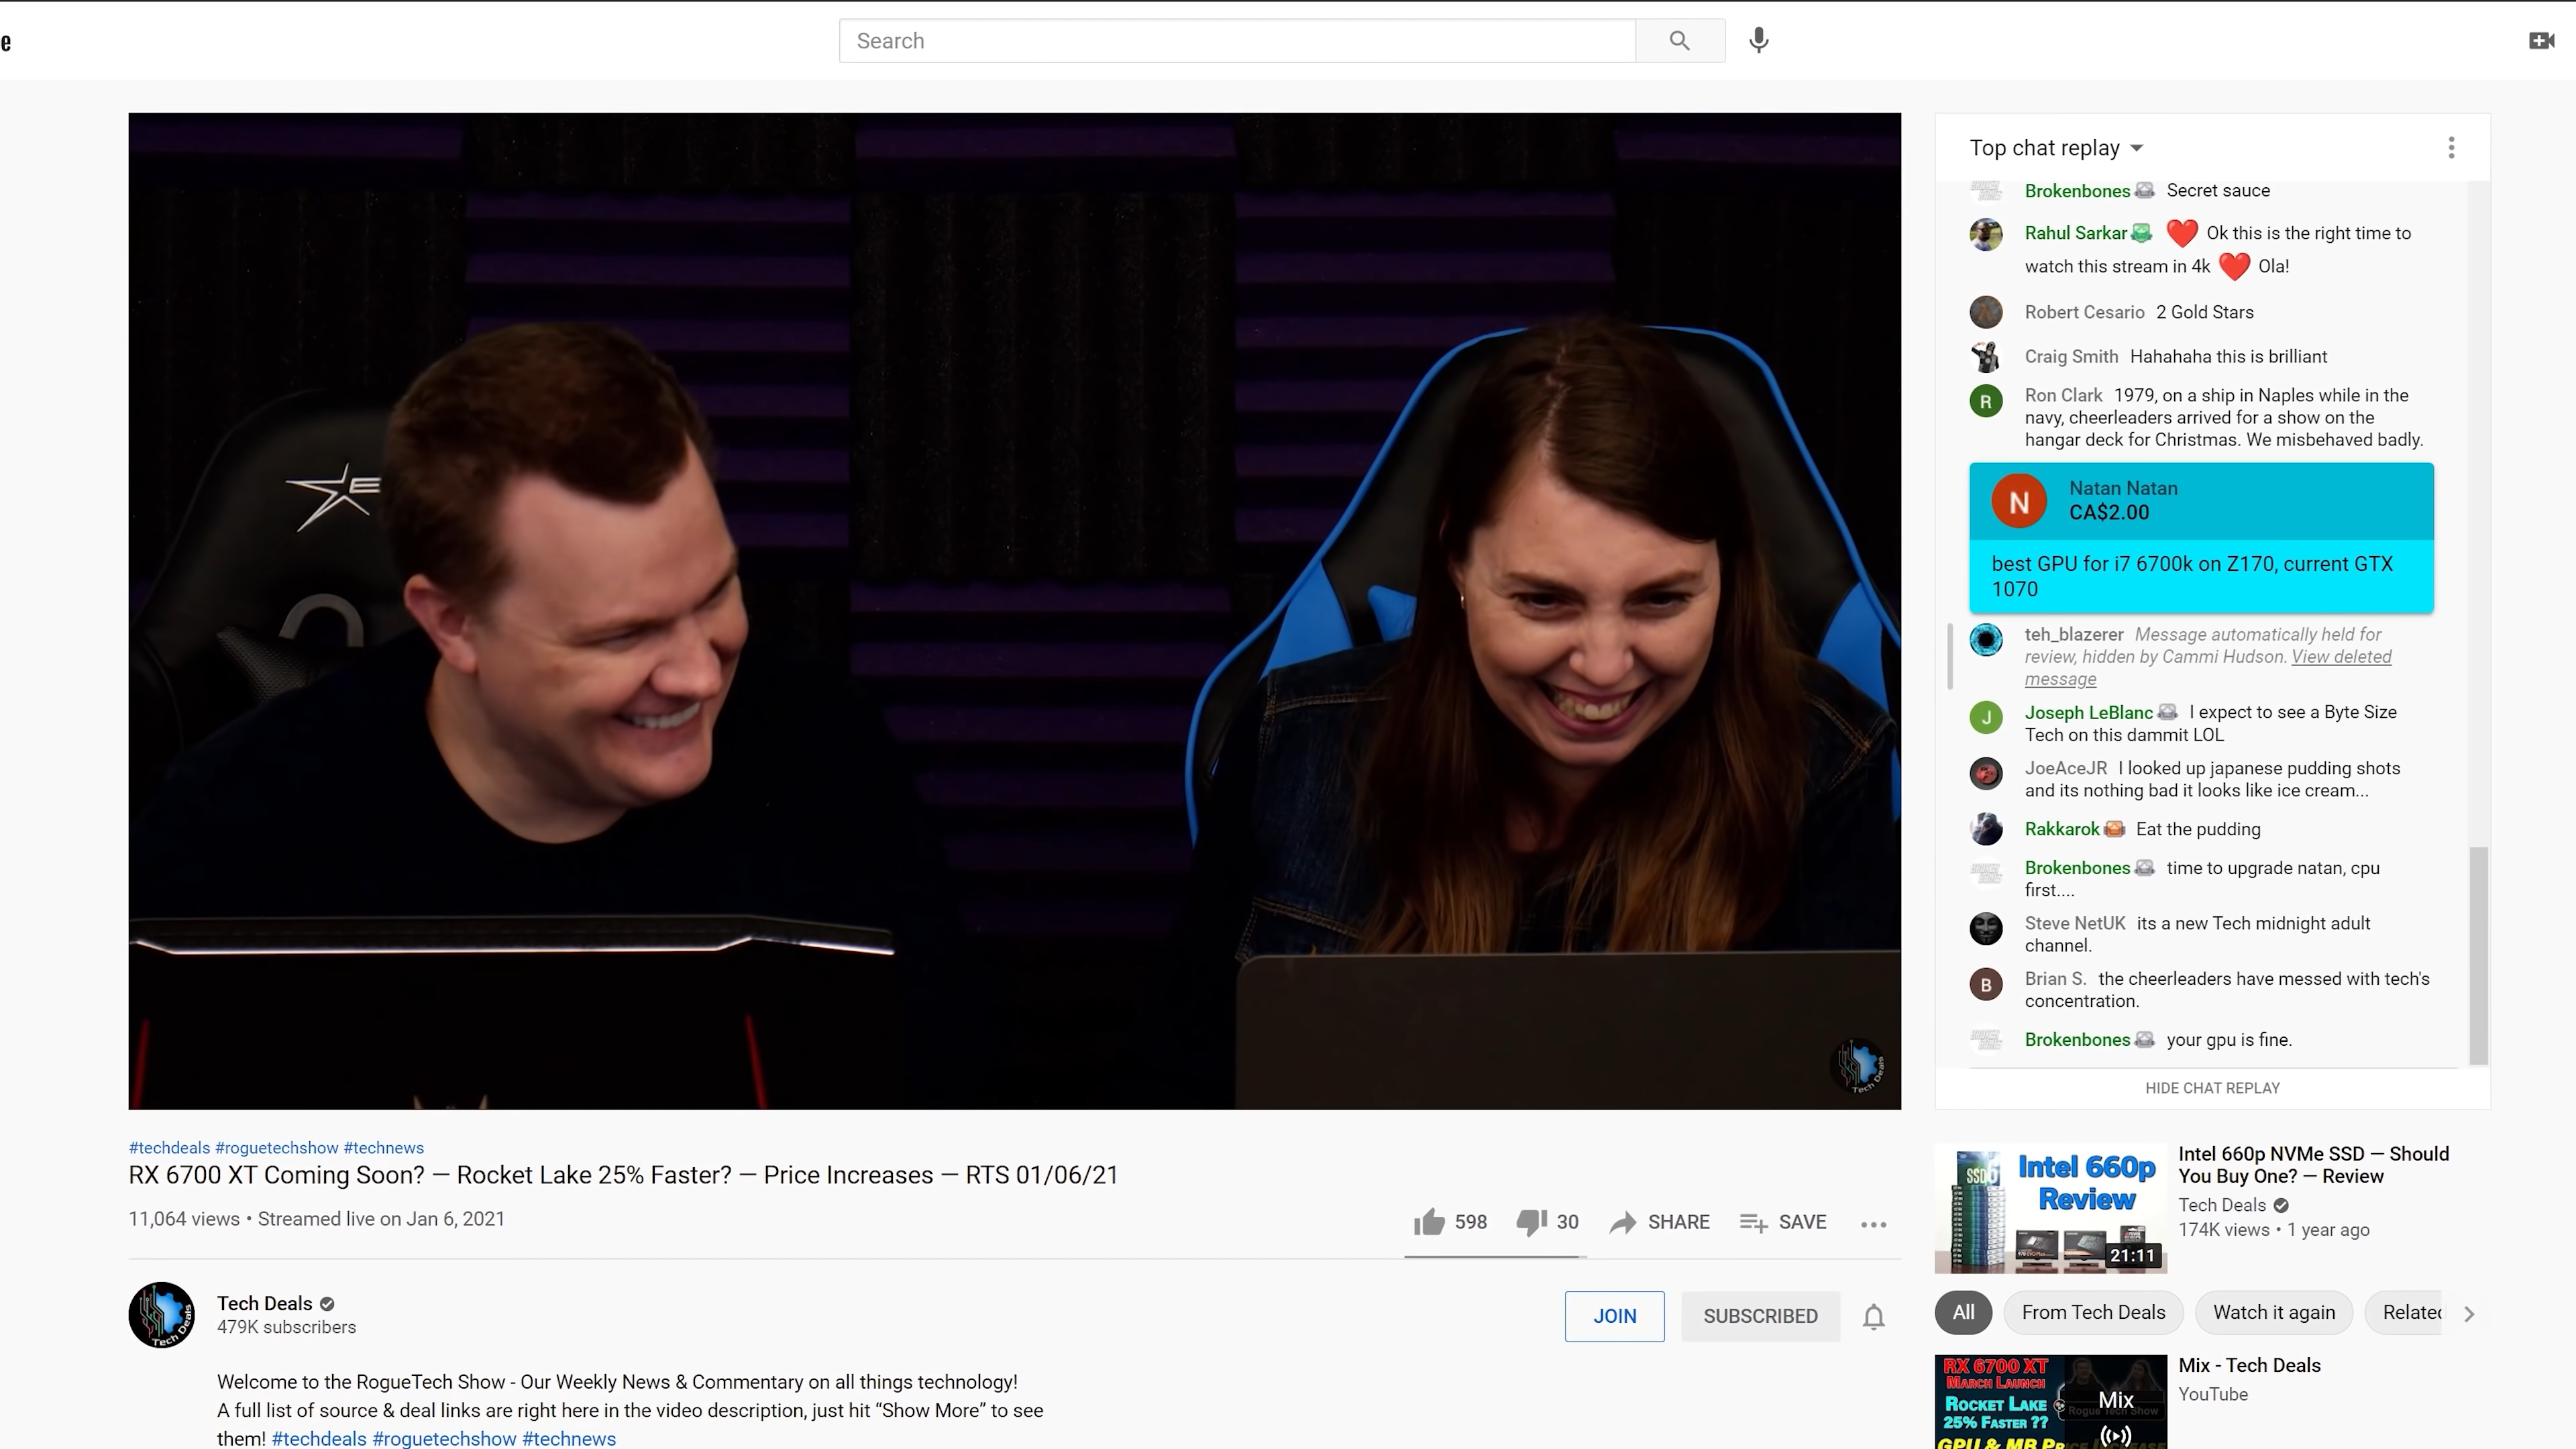 e
Search
Top chat replay
Brokenbones Secret sauce
Rahul Sarkar ❤️ Ok this is the right time to
watch this stream in 4k ❤️ Ola!
Robert Cesario 2 Gold Stars
Craig Smith Hahahaha this is brilliant
R Ron Clark 1979, on a ship in Naples while in the
navy, cheerleaders arrived for a show on the
hangar deck for Christmas. We misbehaved badly.
N Natan Natan
CA$2.00
best GPU for i7 6700k on Z170, current GTX
1070
teh_blazerer Message automatically held for
review, hidden by Cammi Hudson. View deleted
message
J Joseph LeBlanc I expect to see a Byte Size
Tech on this dammit LOL
JoeAceJR I looked up japanese pudding shots
and its nothing bad it looks like ice cream...
Rakkarok Eat the pudding
Brokenbones time to upgrade natan, cpu
first....
Steve NetUK its a new Tech midnight adult
channel.
B Brian S. the cheerleaders have messed with tech's
concentration.
Brokenbones your gpu is fine.
HIDE CHAT REPLAY
E
Tech Deals
#techdeals #roguetechshow #technews
RX 6700 XT Coming Soon? — Rocket Lake 25% Faster? — Price Increases — RTS 01/06/21
11,064 views • Streamed live on Jan 6, 2021
598 30 SHARE SAVE
Tech Deals
Tech Deals
479K subscribers
JOIN SUBSCRIBED
Welcome to the RogueTech Show - Our Weekly News & Commentary on all things technology!
A full list of source & deal links are right here in the video description, just hit “Show More” to see
them! #techdeals #roguetechshow #technews
SSD
Intel 660p
Review
21:11
Intel 660p NVMe SSD — Should
You Buy One? — Review
Tech Deals
174K views • 1 year ago
All From Tech Deals Watch it again Related
RX 6700 XT
MARCH LAUNCH
ROCKET LAKE
25% FASTER ??
Rogue Tech Show
Mix
Mix - Tech Deals
YouTube